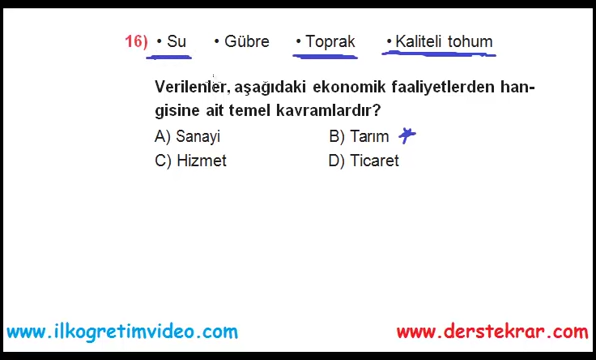 16) • Su • Gübre • Toprak • Kaliteli tohum
Verilenler, aşağıdaki ekonomik faaliyetlerden han-
gisine ait temel kavramlardır?
A) Sanayi B) Tarım
C) Hizmet D) Ticaret
www.ilkogretimvideo.com www.derstekrar.com